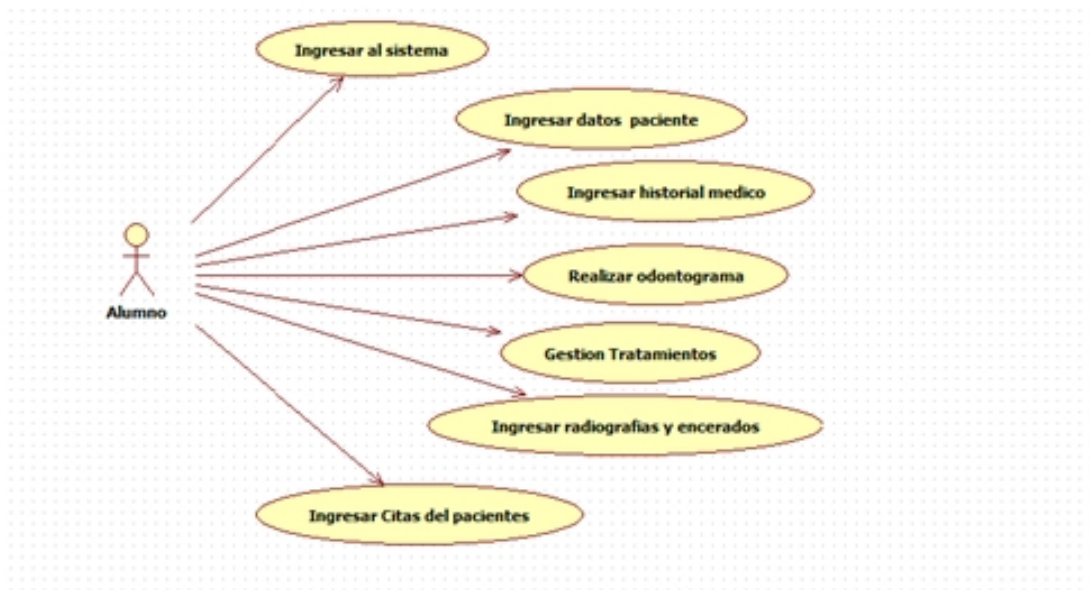 Ingresar al sistema
Ingresar datos paciente
Ingresar historial medico
Realizar odontograma
Alumno
Gestion Tratamientos
Ingresar radiografias y encerados
Ingresar Citas del pacientes